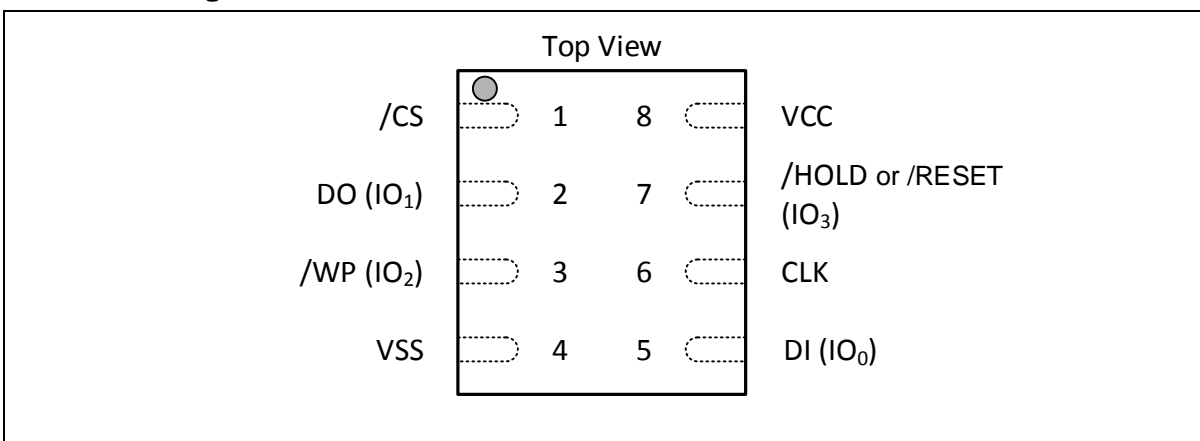 Top View
/CS 1 8 VCC
DO (IO₁) 2 7 /HOLD or /RESET
(IO₃)
/WP (IO₂) 3 6 CLK
VSS 4 5 DI (IO₀)